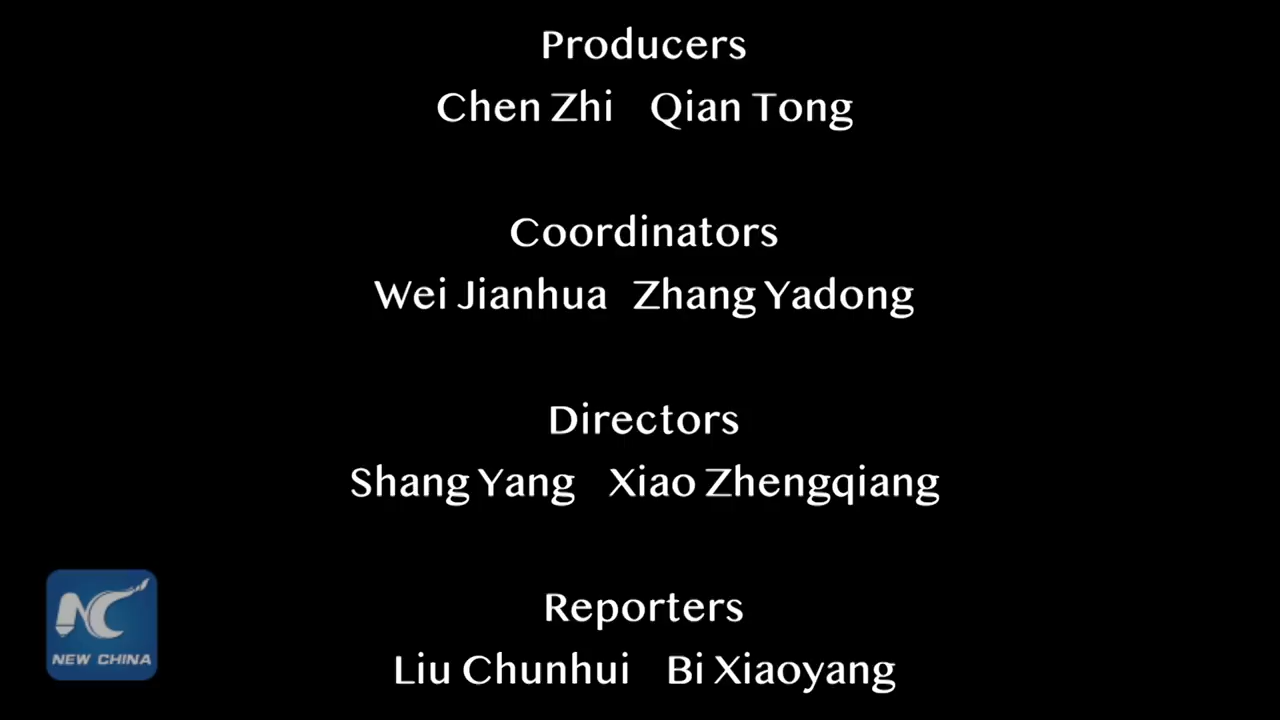 Producers
Chen Zhi Qian Tong
Coordinators
Wei Jianhua Zhang Yadong
Directors
Shang Yang Xiao Zhengqiang
Reporters
Liu Chunhui Bi Xiaoyang
NC
NEW CHINA